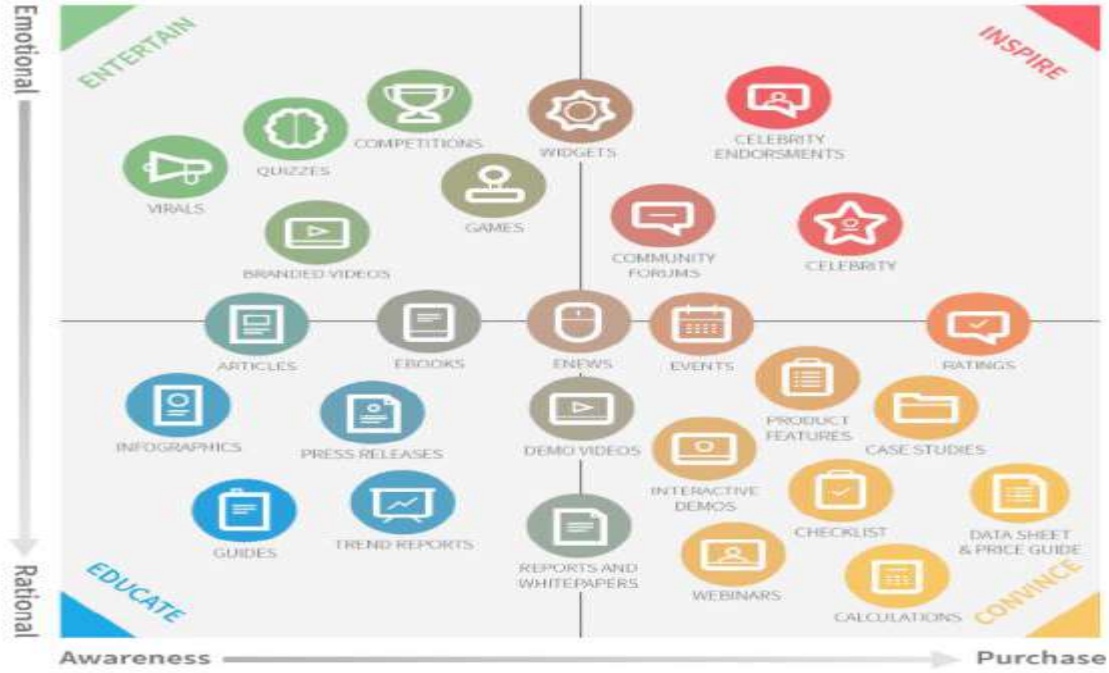 Emotional
Rational
ENTERTAIN
INSPIRE
COMPETITIONS
QUIZZES
VIRALS
GAMES
BRANDED VIDEOS
WIDGETS
CELEBRITY
ENDORSMENTS
COMMUNITY
FORUMS
CELEBRITY
ARTICLES
EBOOKS
ENEWS
EVENTS
RATINGS
INFOGRAPHICS
PRESS RELEASES
DEMO VIDEOS
PRODUCT
FEATURES
CASE STUDIES
INTERACTIVE
DEMOS
GUIDES
TREND REPORTS
REPORTS AND
WHITEPAPERS
CHECKLIST
DATA SHEET
& PRICE GUIDE
WEBINARS
CALCULATIONS
EDUCATE
CONVINCE
Awareness
Purchase